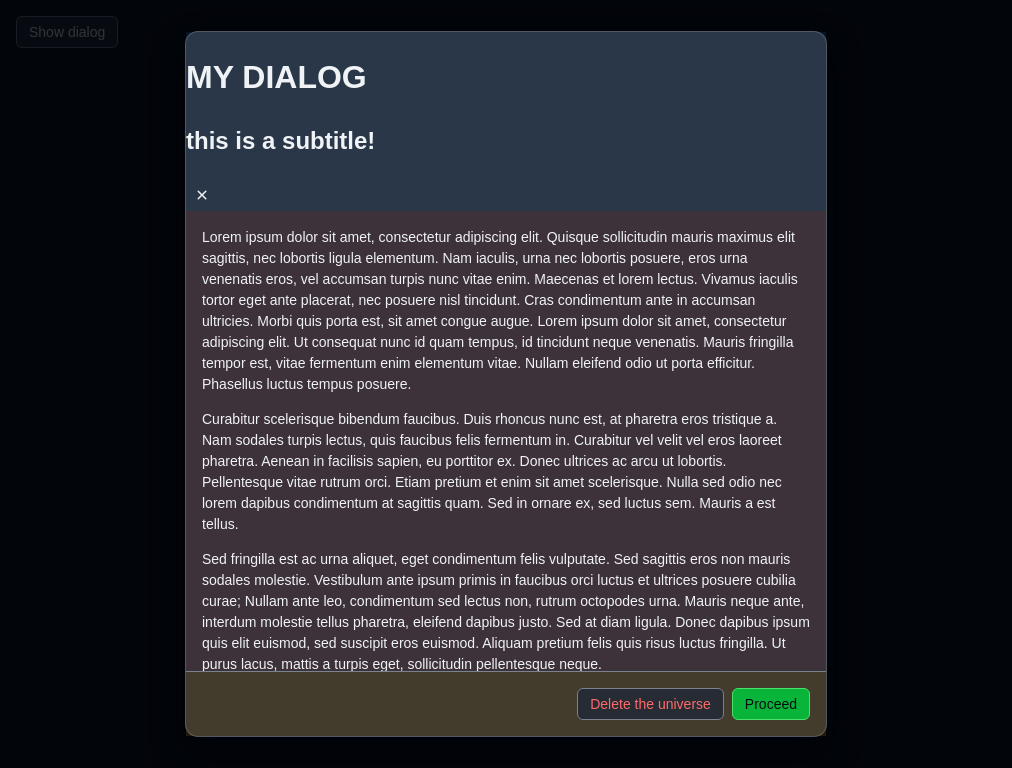 Show dialog
MY DIALOG
this is a subtitle!
×
Lorem ipsum dolor sit amet, consectetur adipiscing elit. Quisque sollicitudin mauris maximus elit
sagittis, nec lobortis ligula elementum. Nam iaculis, urna nec lobortis posuere, eros urna
venenatis eros, vel accumsan turpis nunc vitae enim. Maecenas et lorem lectus. Vivamus iaculis
tortor eget ante placerat, nec posuere nisl tincidunt. Cras condimentum ante in accumsan
ultricies. Morbi quis porta est, sit amet congue augue. Lorem ipsum dolor sit amet, consectetur
adipiscing elit. Ut consequat nunc id quam tempus, id tincidunt neque venenatis. Mauris fringilla
tempor est, vitae fermentum enim elementum vitae. Nullam eleifend odio ut porta efficitur.
Phasellus luctus tempus posuere.
Curabitur scelerisque bibendum faucibus. Duis rhoncus nunc est, at pharetra eros tristique a.
Nam sodales turpis lectus, quis faucibus felis fermentum in. Curabitur vel velit vel eros laoreet
pharetra. Aenean in facilisis sapien, eu porttitor ex. Donec ultrices ac arcu ut lobortis.
Pellentesque vitae rutrum orci. Etiam pretium et enim sit amet scelerisque. Nulla sed odio nec
lorem dapibus condimentum at sagittis quam. Sed in ornare ex, sed luctus sem. Mauris a est
tellus.
Sed fringilla est ac urna aliquet, eget condimentum felis vulputate. Sed sagittis eros non mauris
sodales molestie. Vestibulum ante ipsum primis in faucibus orci luctus et ultrices posuere cubilia
curae; Nullam ante leo, condimentum sed lectus non, rutrum octopodes urna. Mauris neque ante,
interdum molestie tellus pharetra, eleifend dapibus justo. Sed at diam ligula. Donec dapibus ipsum
quis elit euismod, sed suscipit eros euismod. Aliquam pretium felis quis risus luctus fringilla. Ut
purus lacus, mattis a turpis eget, sollicitudin pellentesque neque.
Delete the universe
Proceed